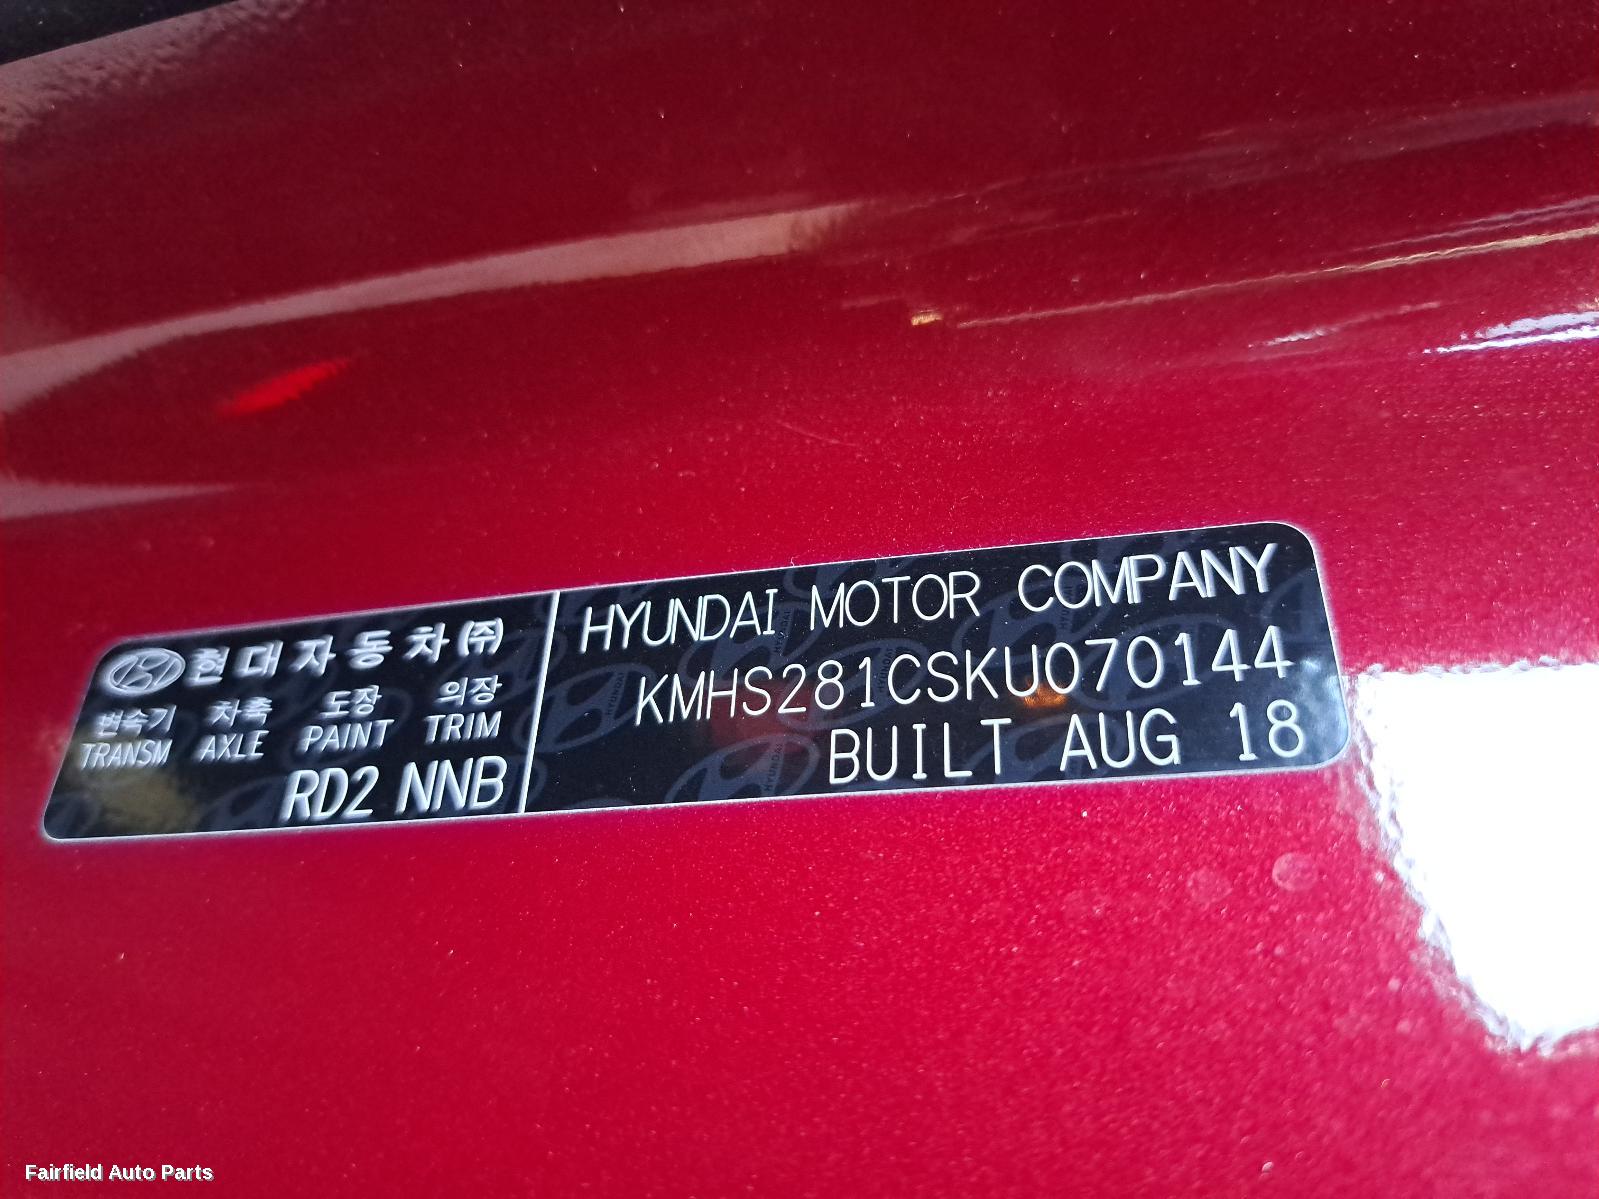 현대자동차㈜
변속기 차축 도장 의장
TRANSM AXLE PAINT TRIM
RD2 NNB
HYUNDAI MOTOR COMPANY
KMHS281CSKU070144
BUILT AUG 18
Fairfield Auto Parts